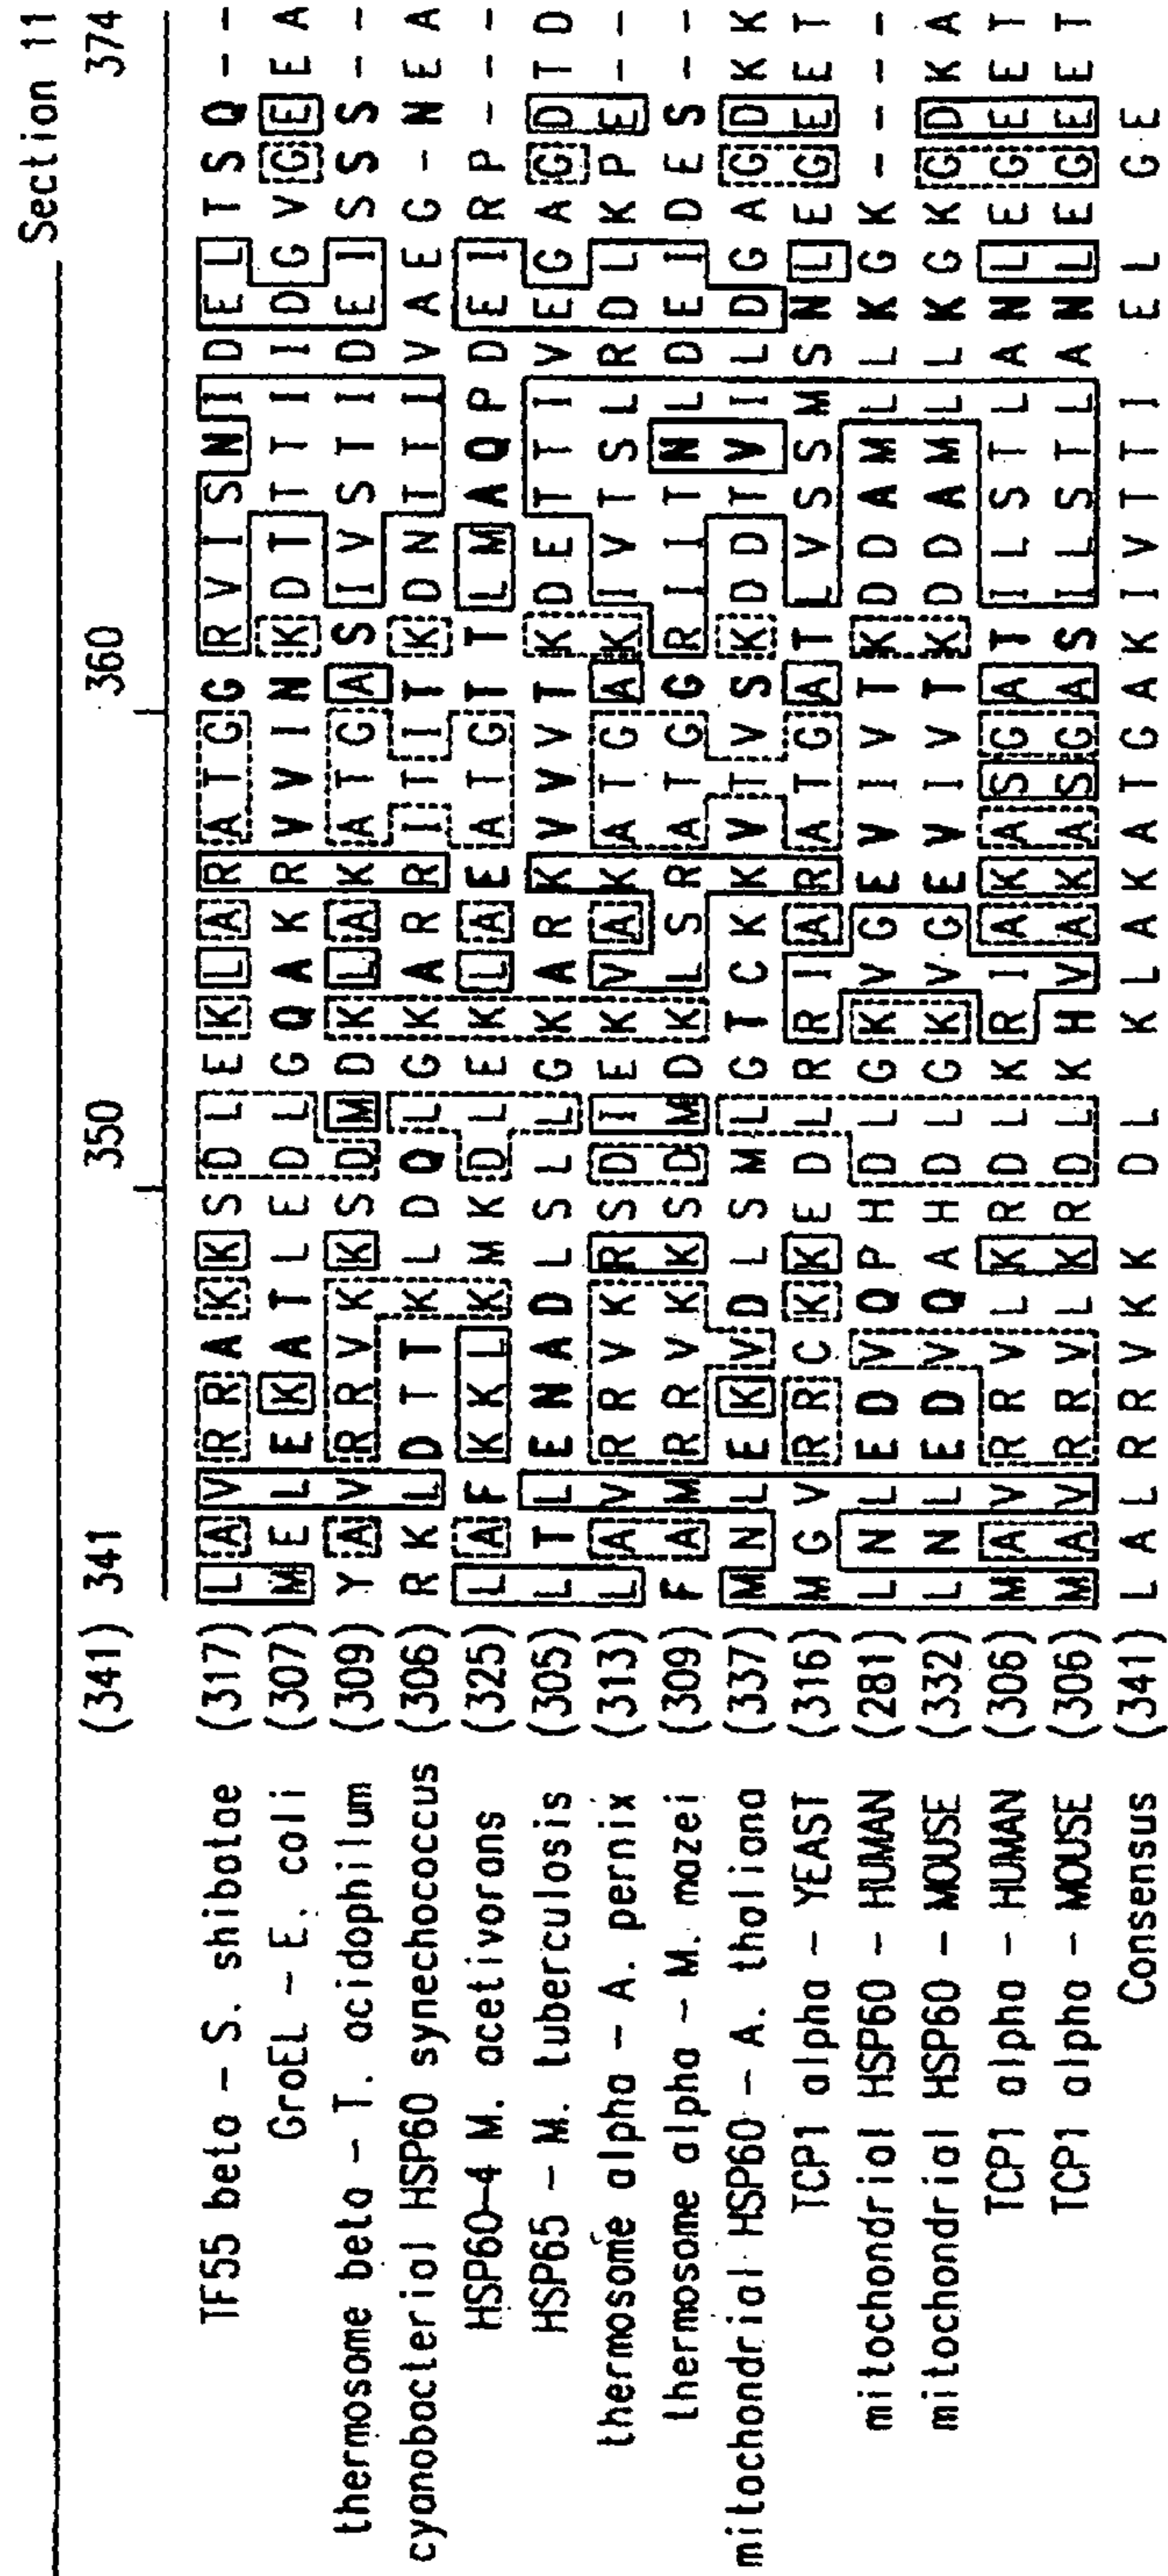 Section 11
(341) 341 350 360 374
TF55 beta - S. shibatae (317) L A V R R A K K S D L E K L A R A T G G R V I S N I D E L T S Q - -
GroEL - E. coli (307) M E L E K A T L E D L G Q A K R V V I N K D T T T I I D G V G E E A
thermosome beta - T. acidophilum (309) Y A V R R V K K S D M D K L A K A T G A S I V S T I D E I S S S - -
cyanobacterial HSP60 synechococcus (306) R K L D T T K L D Q L G K A R R I T I T K D N T T I V A E G - N E A
HSP60-4 M. acetivorans (325) L A F K K L K M K D L E K L A E A T G T T L M A Q P D E I R P - - -
HSP65 - M. tuberculosis (305) L T L E N A D L S L L G K A R K V V V T K D E T T I V E G A G D T D
thermosome alpha - A. pernix (313) L A V R R V K R S D I E K V A K A T G A K I V T S L R D L K P E - -
thermosome alpha - M. mazei (309) F A M R R V K K S D M D K L S R A T G G R I I T N L D E I D E S - -
mitochondrial HSP60 - A. thaliana (337) M N L E K V D L S M L G T C K K V T V S K D D T V I L D G A G D K K
TCP1 alpha - YEAST (316) M G V R R C K K E D L R R I A R A T G A T L V S S M S N L E G E E T
mitochondrial HSP60 - HUMAN (281) L N L E D V Q P H D L G K V G E V I V T K D D A M L L K G K - - - -
mitochondrial HSP60 - MOUSE (332) L N L E D V Q A H D L G K V G E V I V T K D D A M L L K G K G D K A
TCP1 alpha - HUMAN (306) M A V R R V L K R D L K R I A K A S G A T I L S T L A N L E G E E T
TCP1 alpha - MOUSE (306) M A V R R V L K R D L K H V A K A S G A S I L S T L A N L E G E E T
Consensus (341) L A L R R V K K D L K L A K A T G A K I V T T I E L G E